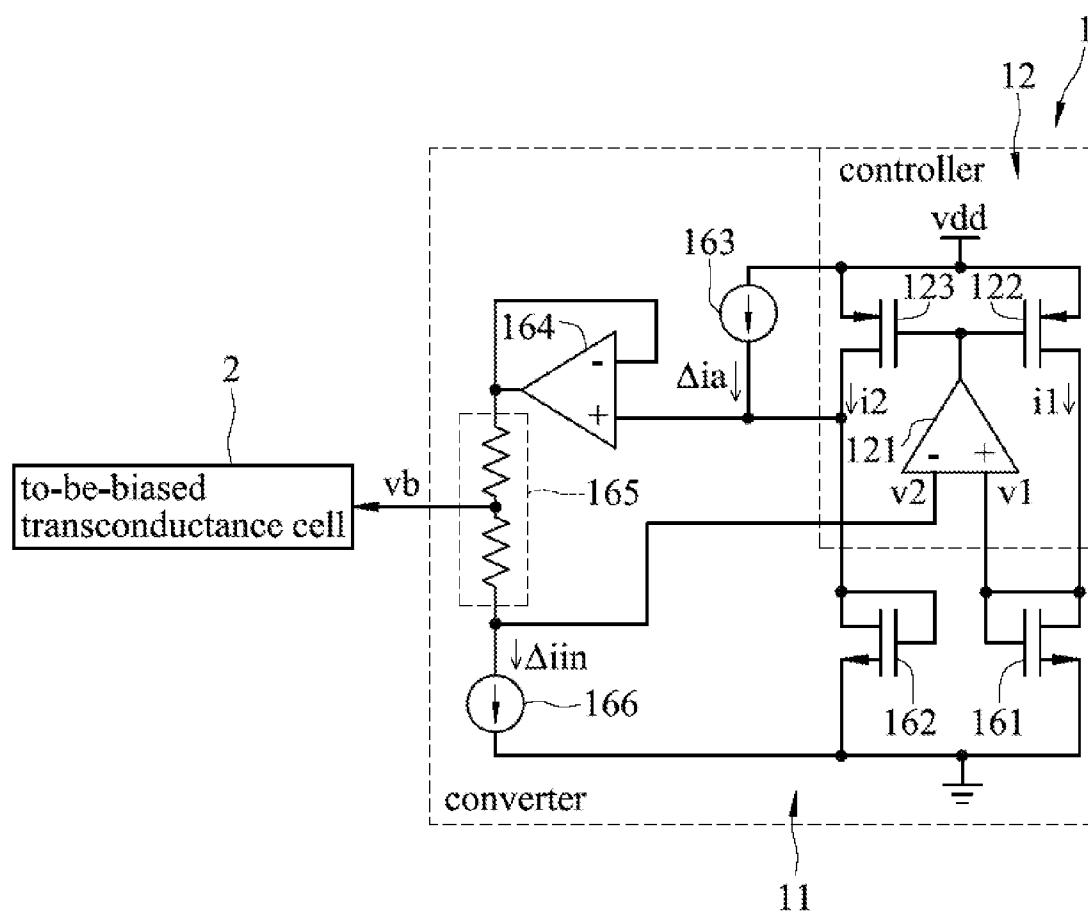 1
12
controller
vdd
163
123
122
164
-
+
Δia
i2
i1
121
-
+
v2
v1
2
to-be-biased
transconductance cell
vb
165
Δiin
166
162
161
converter
11